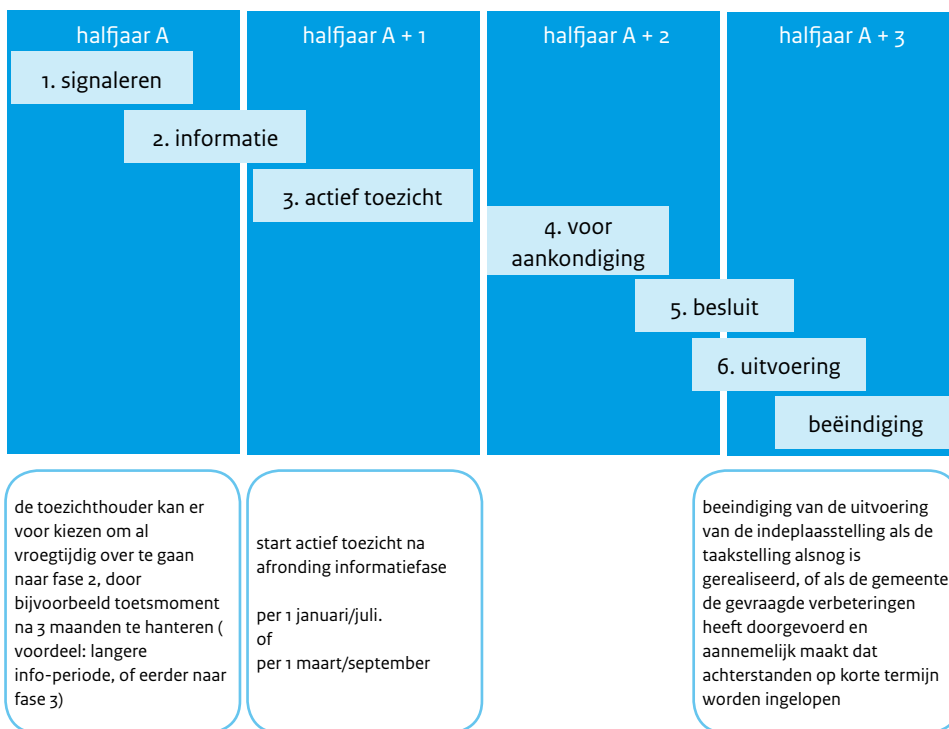 halfjaar A
halfjaar A + 1
halfjaar A + 2
halfjaar A + 3
1. signaleren
2. informatie
3. actief toezicht
4. voor
aankondiging
5. besluit
6. uitvoering
beëindiging
de toezichthouder kan er
voor kiezen om al
vroegtijdig over te gaan
naar fase 2, door
bijvoorbeeld toetsmoment
na 3 maanden te hanteren (
voordeel: langere
info-periode, of eerder naar
fase 3)
start actief toezicht na
afronding informatiefase
per 1 januari/juli.
of
per 1 maart/september
beeindiging van de uitvoering
van de indeplaasstelling als de
taakstelling alsnog is
gerealiseerd, of als de gemeente
de gevraagde verbeteringen
heeft doorgevoerd en
aannemelijk maakt dat
achterstanden op korte termijn
worden ingelopen